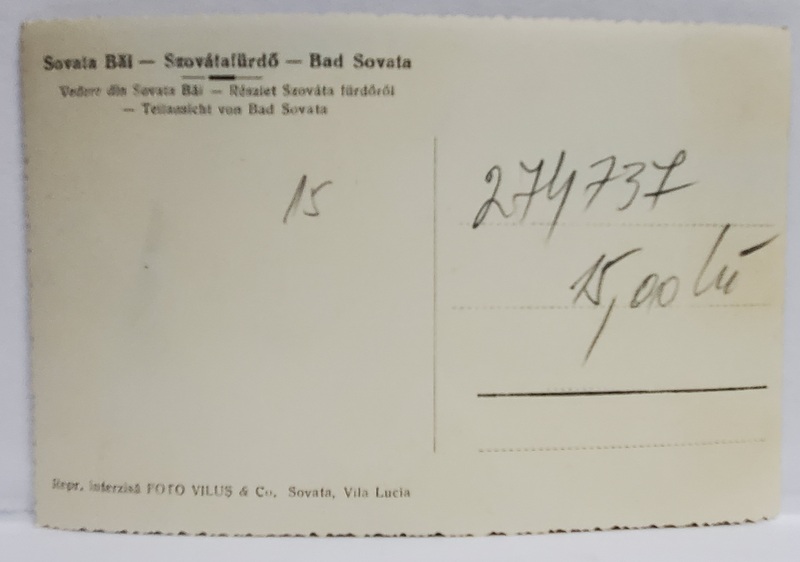 Sovata Băi — Szovátafürdő — Bad Sovata
Vedere din Sovata Băi — Részlet Szováta fürdőről
— Teilansicht von Bad Sovata
15
274737
15,00 lei
Repr. interzisă FOTO VILUȘ & Co. Sovata, Vila Lucia